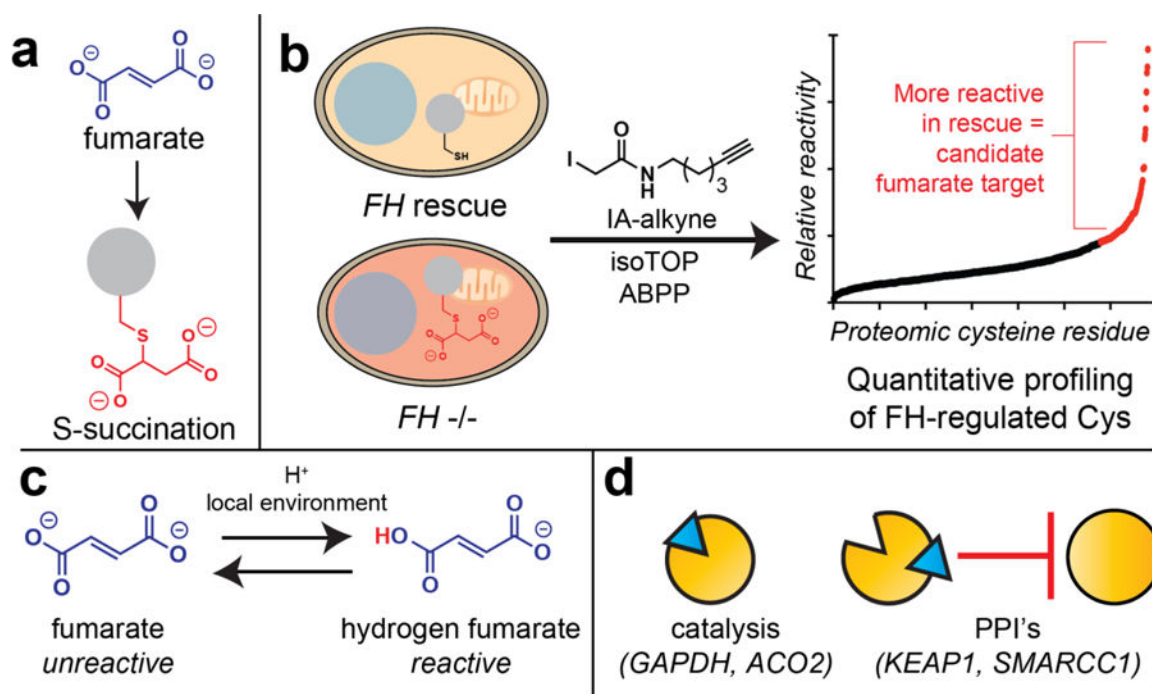 a
fumarate
S-succination
b
FH rescue
SH
FH -/-
S
O
I
N
H
3
IA-alkyne
isoTOP
ABPP
Relative reactivity
More reactive
in rescue =
candidate
fumarate target
Proteomic cysteine residue
Quantitative profiling
of FH-regulated Cys
c
H+
local environment
HO
fumarate
unreactive
hydrogen fumarate
reactive
d
catalysis
(GAPDH, ACO2)
PPI's
(KEAP1, SMARCC1)